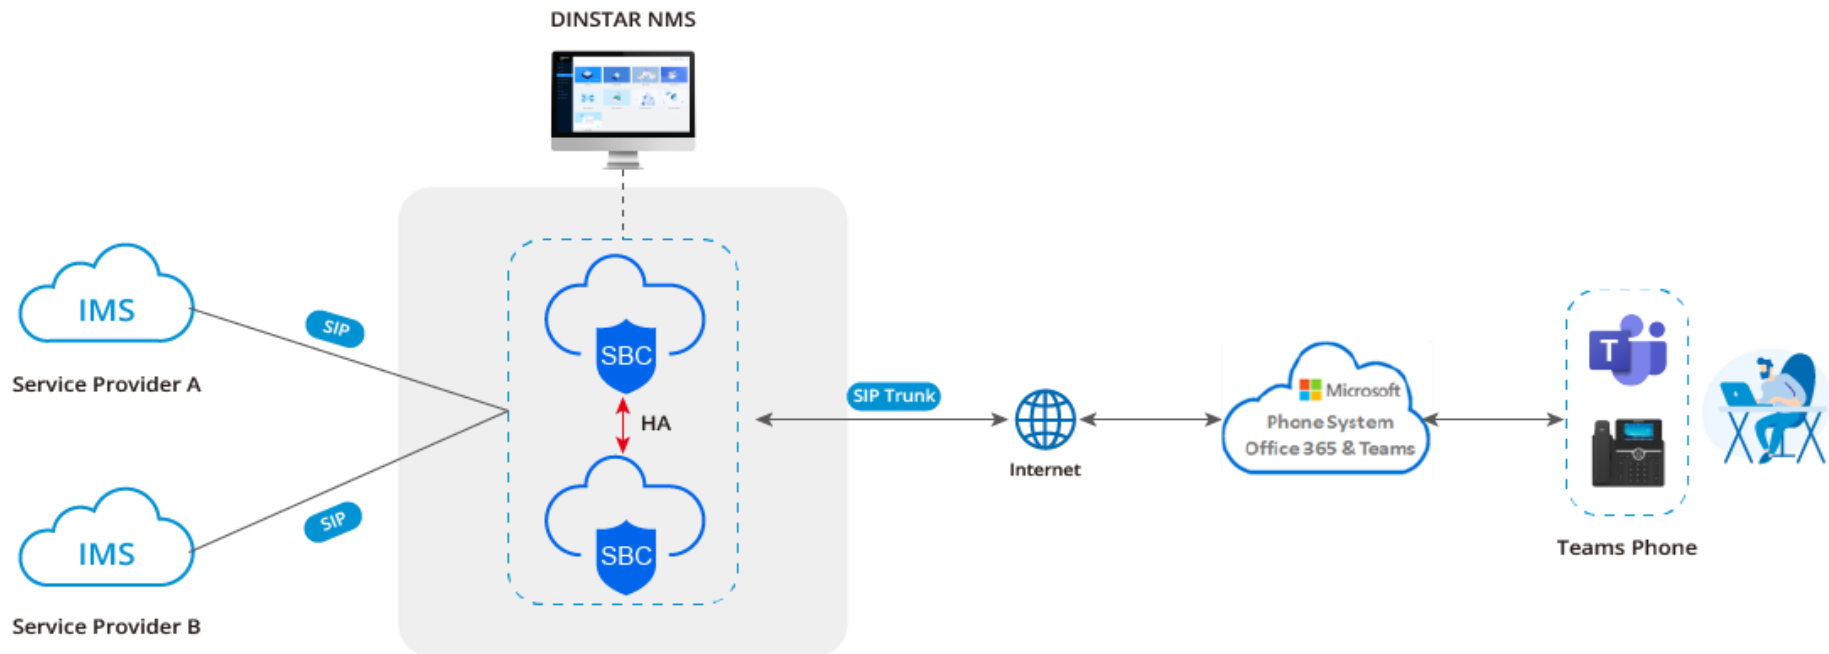 DINSTAR NMS
IMS
Service Provider A
SIP
SBC
HA
SBC
SIP
IMS
Service Provider B
SIP Trunk
Internet
Microsoft
Phone System
Office 365 & Teams
T
Teams Phone